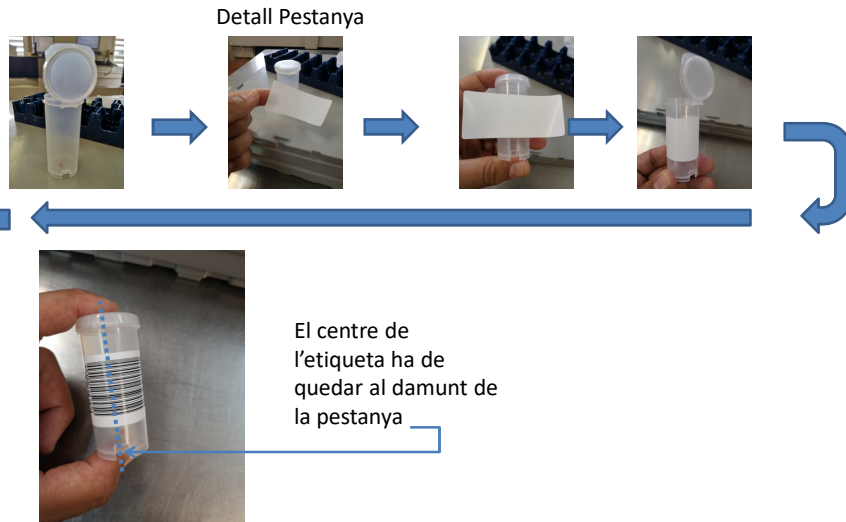 Detall Pestanya
El centre de
l’etiqueta ha de
quedar al damunt de
la pestanya